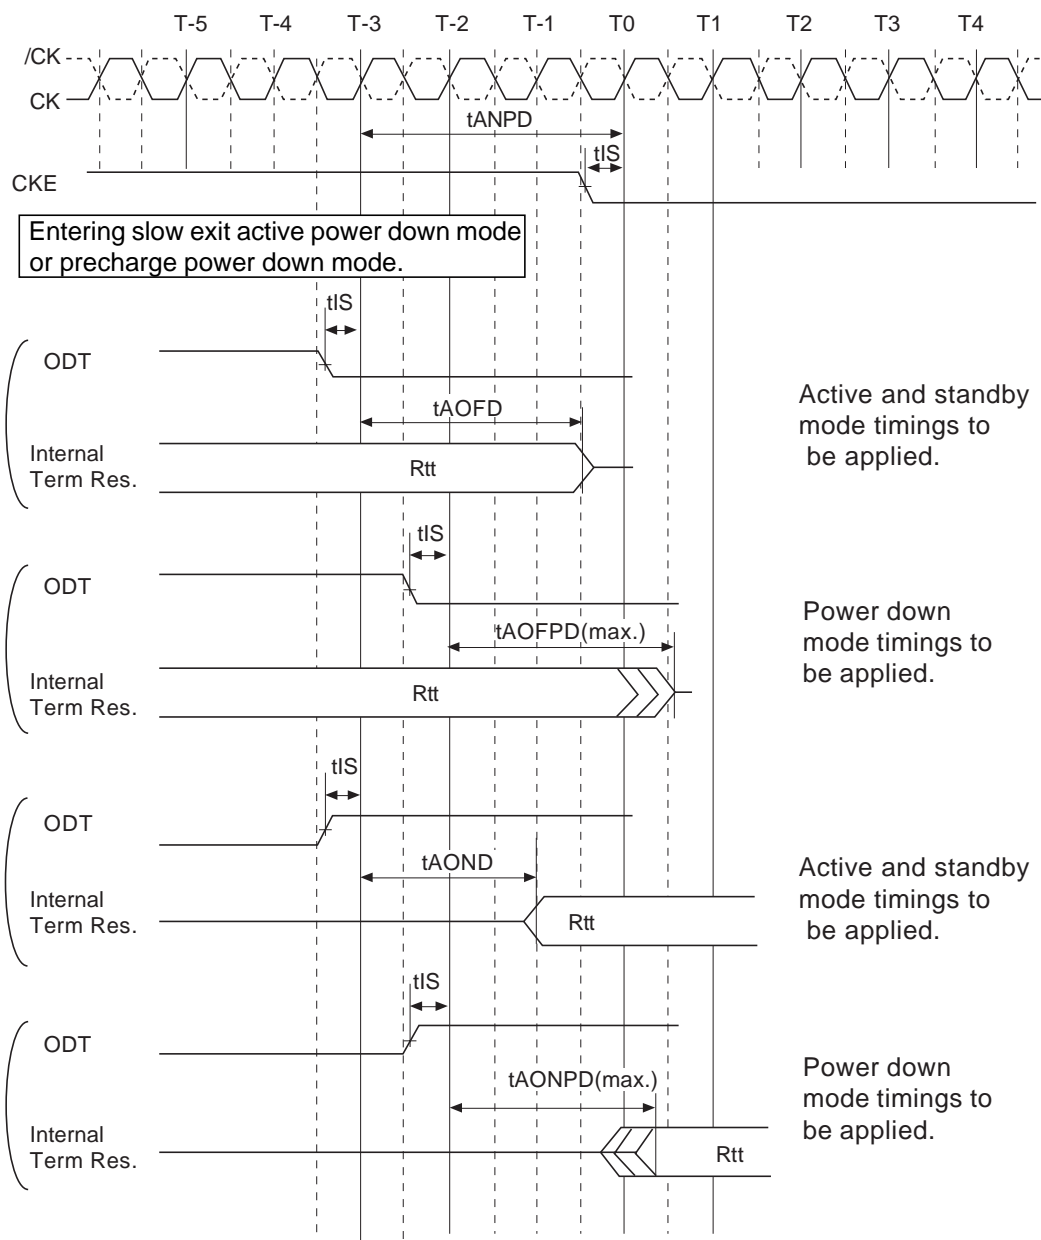 T-5 T-4 T-3 T-2 T-1 T0 T1 T2 T3 T4
/CK
CK
tANPD
tIS
CKE
Entering slow exit active power down mode
or precharge power down mode.
tIS
ODT
Active and standby
mode timings to
be applied.
tAOFD
Internal
Term Res.
Rtt
tIS
ODT
Power down
mode timings to
be applied.
tAOFPD(max.)
Internal
Term Res.
Rtt
tIS
ODT
tAOND
Active and standby
mode timings to
be applied.
Internal
Term Res.
Rtt
tIS
ODT
Power down
mode timings to
be applied.
tAONPD(max.)
Internal
Term Res.
Rtt